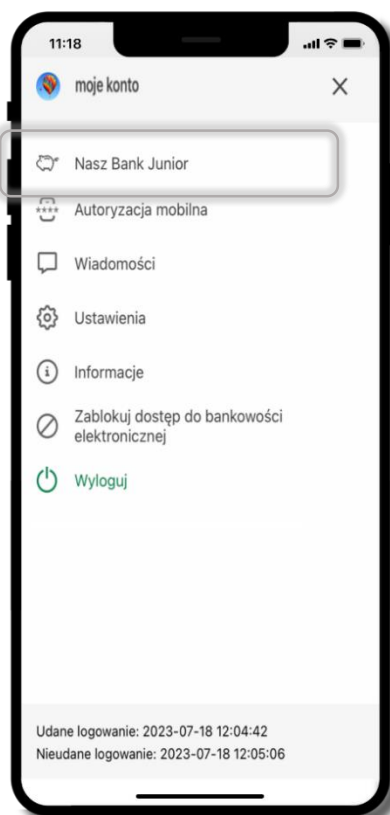 11:18
moje konto
Nasz Bank Junior
Autoryzacja mobilna
Wiadomości
Ustawienia
Informacje
Zablokuj dostęp do bankowości
elektronicznej
Wyloguj
Udane logowanie: 2023-07-18 12:04:42
Nieudane logowanie: 2023-07-18 12:05:06